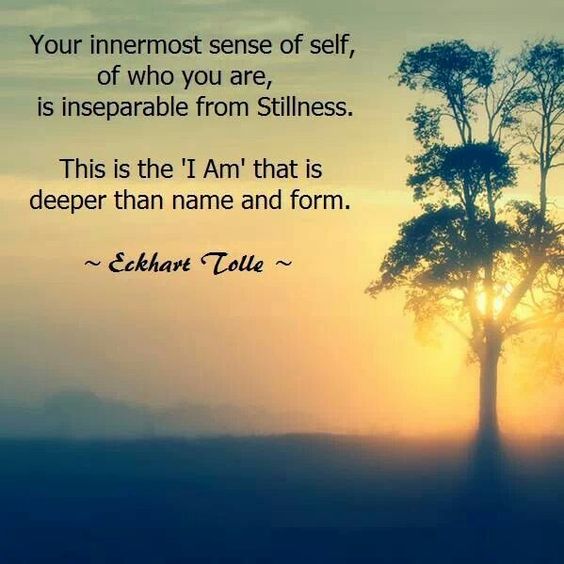 Your innermost sense of self,
of who you are,
is inseparable from Stillness.
This is the 'I Am' that is
deeper than name and form.
~ Eckhart Tolle ~